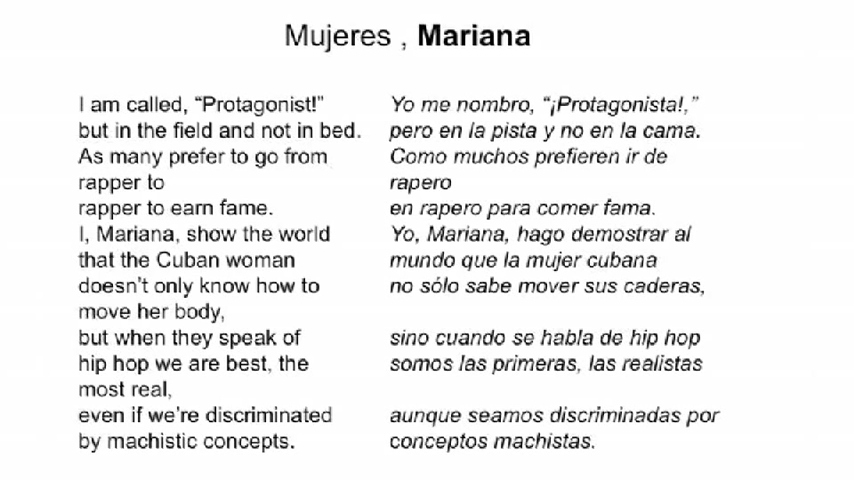 Mujeres , Mariana
I am called, “Protagonist!”
but in the field and not in bed.
As many prefer to go from
rapper to
rapper to earn fame.
I, Mariana, show the world
that the Cuban woman
doesn’t only know how to
move her body,
but when they speak of
hip hop we are best, the
most real,
even if we’re discriminated
by machistic concepts.
Yo me nombro, “¡Protagonista!,”
pero en la pista y no en la cama.
Como muchos prefieren ir de
rapero
en rapero para comer fama.
Yo, Mariana, hago demostrar al
mundo que la mujer cubana
no sólo sabe mover sus caderas,
sino cuando se habla de hip hop
somos las primeras, las realistas
aunque seamos discriminadas por
conceptos machistas.